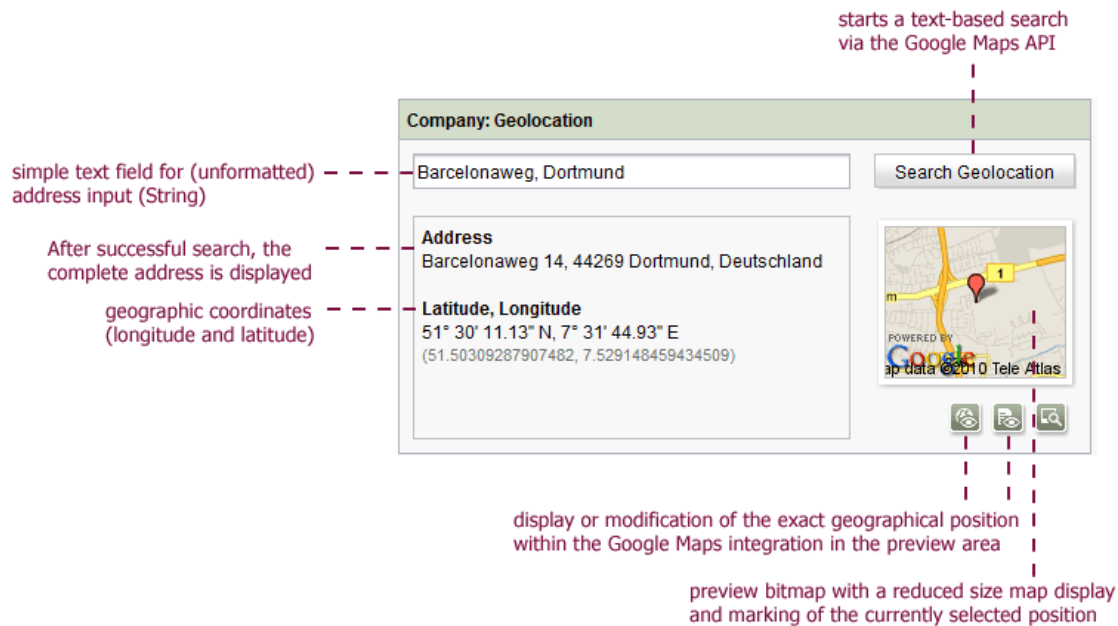 starts a text-based search
via the Google Maps API
Company: Geolocation
simple text field for (unformatted)
address input (String)
Barcelonaweg, Dortmund
Search Geolocation
After successful search, the
complete address is displayed
Address
Barcelonaweg 14, 44269 Dortmund, Deutschland
geographic coordinates
(longitude and latitude)
Latitude, Longitude
51° 30' 11.13" N, 7° 31' 44.93" E
(51.50309287907482, 7.529148459434509)
1
m
POWERED BY
Google
ap data ©2010 Tele Atlas
display or modification of the exact geographical position
within the Google Maps integration in the preview area
preview bitmap with a reduced size map display
and marking of the currently selected position